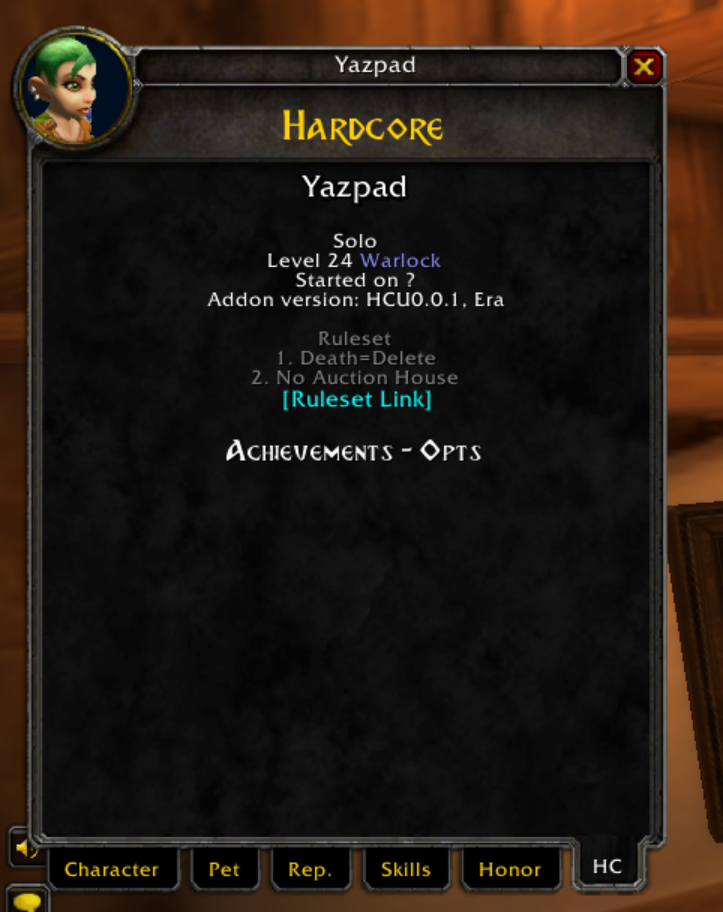 Yazpad
Hardcore
Yazpad
Solo
Level 24 Warlock
Started on ?
Addon version: HCU0.0.1, Era
Ruleset
1. Death=Delete
2. No Auction House
[Ruleset Link]
Achievements - Opts
Character Pet Rep. Skills Honor HC